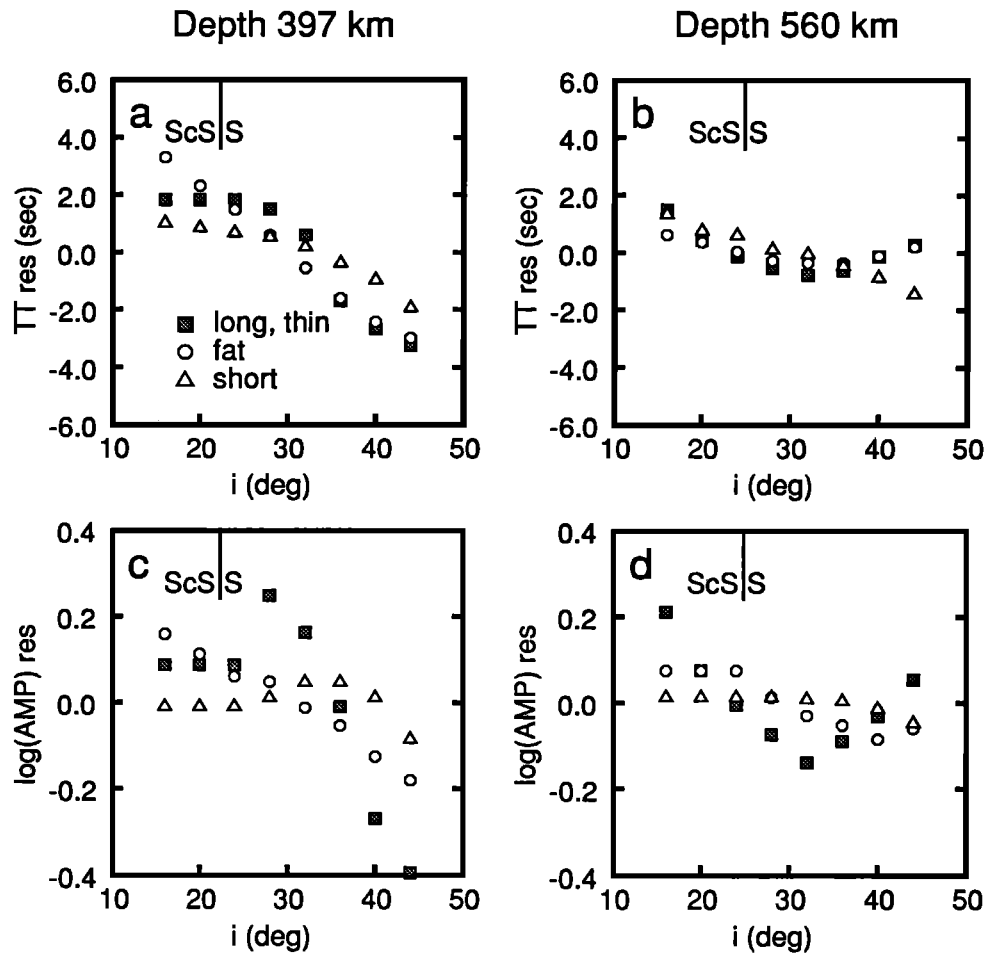 Depth 397 km
Depth 560 km
a
ScS S
TT res (sec)
6.0
4.0
2.0
0.0
-2.0
-4.0
-6.0
long, thin
fat
short
10 20 30 40 50
i (deg)
b
ScS S
TT res (sec)
6.0
4.0
2.0
0.0
-2.0
-4.0
-6.0
10 20 30 40 50
i (deg)
c
ScS S
log(AMP) res
0.4
0.2
0.0
-0.2
-0.4
10 20 30 40 50
i (deg)
d
ScS S
log(AMP) res
0.4
0.2
0.0
-0.2
-0.4
10 20 30 40 50
i (deg)